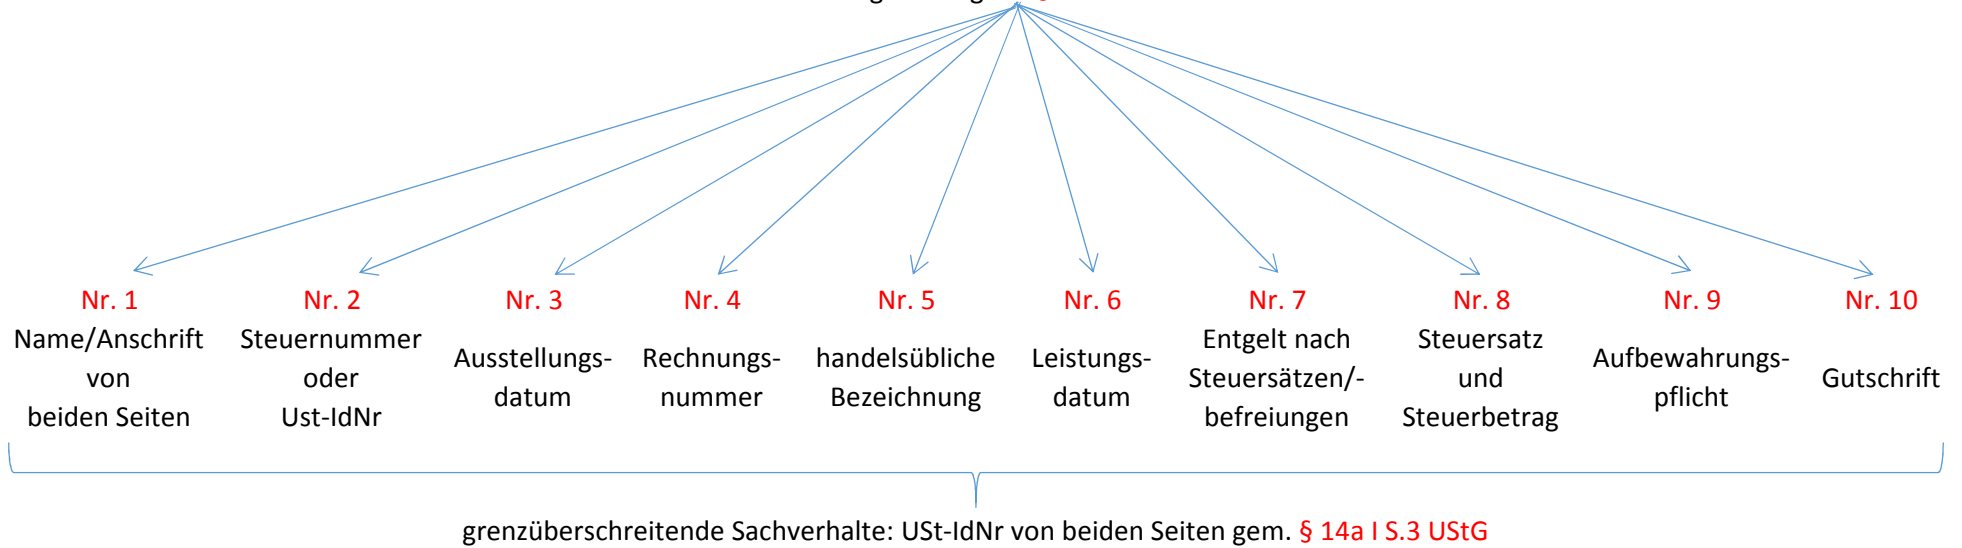 Nr. 1 Nr. 2 Nr. 3 Nr. 4 Nr. 5 Nr. 6 Nr. 7 Nr. 8 Nr. 9 Nr. 10
Name/Anschrift
von
beiden Seiten
Steuernummer
oder
Ust-IdNr
Ausstellungs-
datum
Rechnungs-
nummer
handelsübliche
Bezeichnung
Leistungs-
datum
Entgelt nach
Steuersätzen/-
befreiungen
Steuersatz
und
Steuerbetrag
Aufbewahrungs-
pflicht
Gutschrift
grenzüberschreitende Sachverhalte: USt-IdNr von beiden Seiten gem. § 14a I S.3 UStG